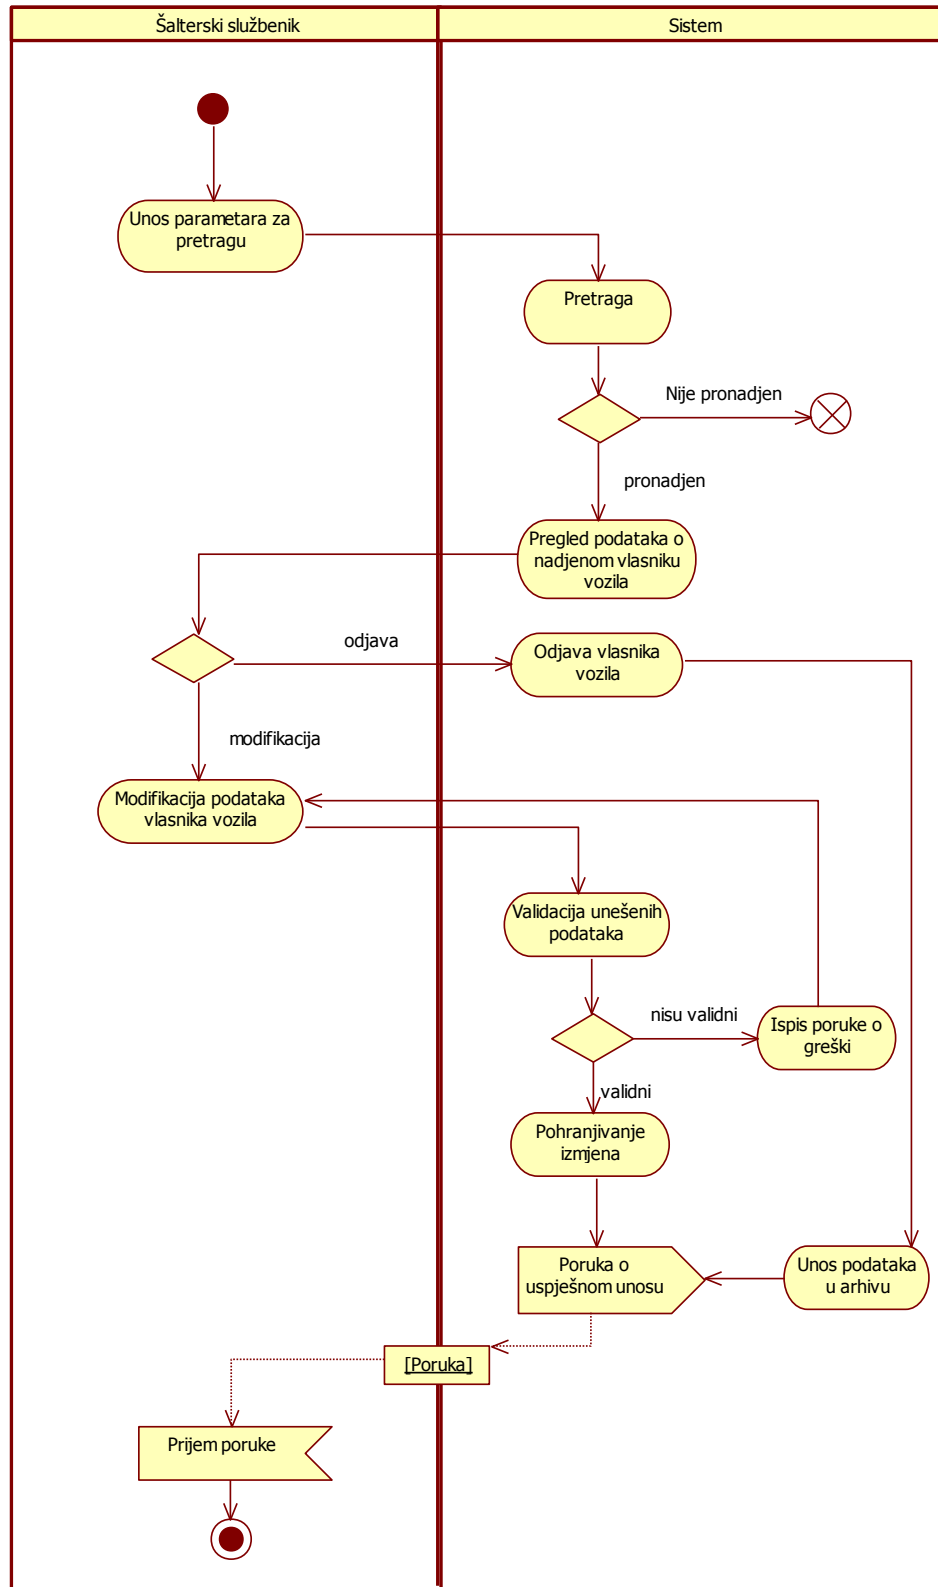 Šalterski službenik
Sistem
Unos parametara za
pretragu
Pretraga
Nije pronadjen
pronadjen
Pregled podataka o
nadjenom vlasniku
vozila
odjava
Odjava vlasnika
vozila
modifikacija
Modifikacija podataka
vlasnika vozila
Validacija unešenih
podataka
nisu validni
Ispis poruke o
greški
validni
Pohranjivanje
izmjena
Poruka o
uspješnom unosu
Unos podataka
u arhivu
[Poruka]
Prijem poruke